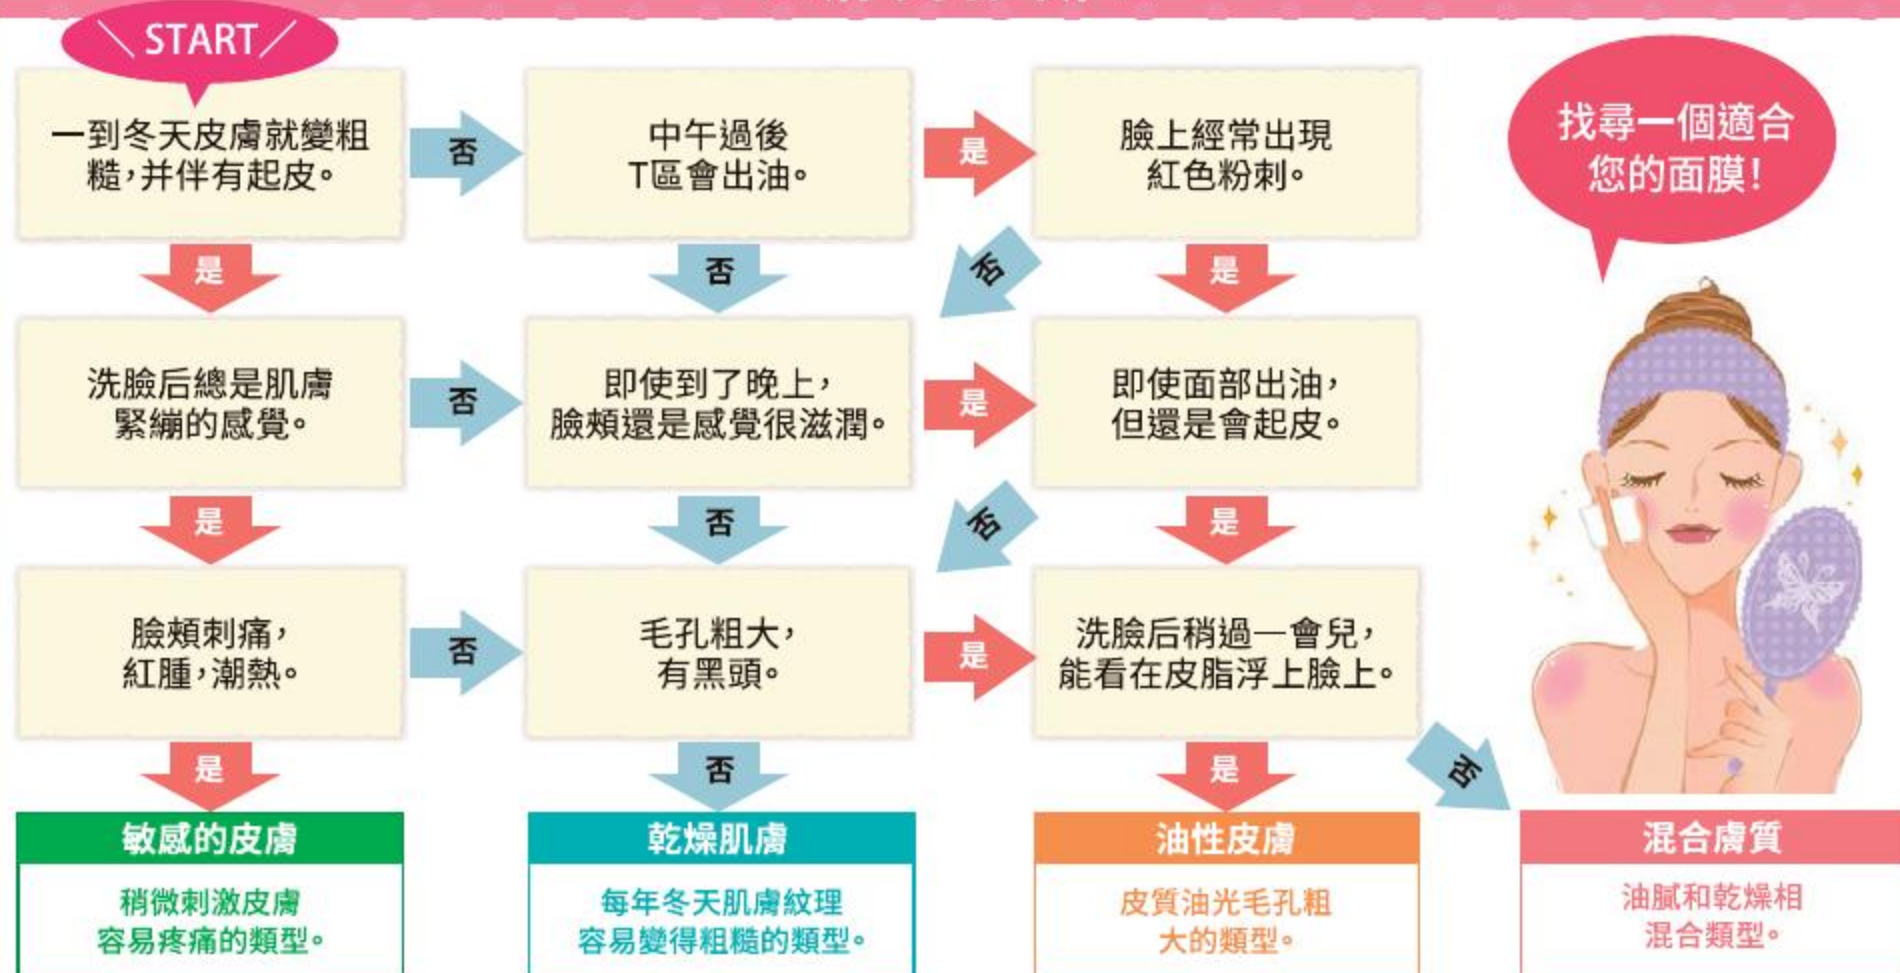 START
一到冬天皮膚就變粗
糙，并伴有起皮。
否
中午過後
T區會出油。
是
臉上經常出現
紅色粉刺。
找尋一個適合
您的面膜！
是
否
否
是
洗臉后總是肌膚
緊繃的感覺。
否
即使到了晚上，
臉頰還是感覺很滋潤。
是
即使面部出油，
但還是會起皮。
是
否
否
是
臉頰刺痛，
紅腫，潮熱。
否
毛孔粗大，
有黑頭。
是
洗臉后稍過一會兒，
能看在皮脂浮上臉上。
是
否
是
否
敏感的皮膚
稍微刺激皮膚
容易疼痛的類型。
乾燥肌膚
每年冬天肌膚紋理
容易變得粗糙的類型。
油性皮膚
皮質油光毛孔粗
大的類型。
混合膚質
油膩和乾燥相
混合類型。